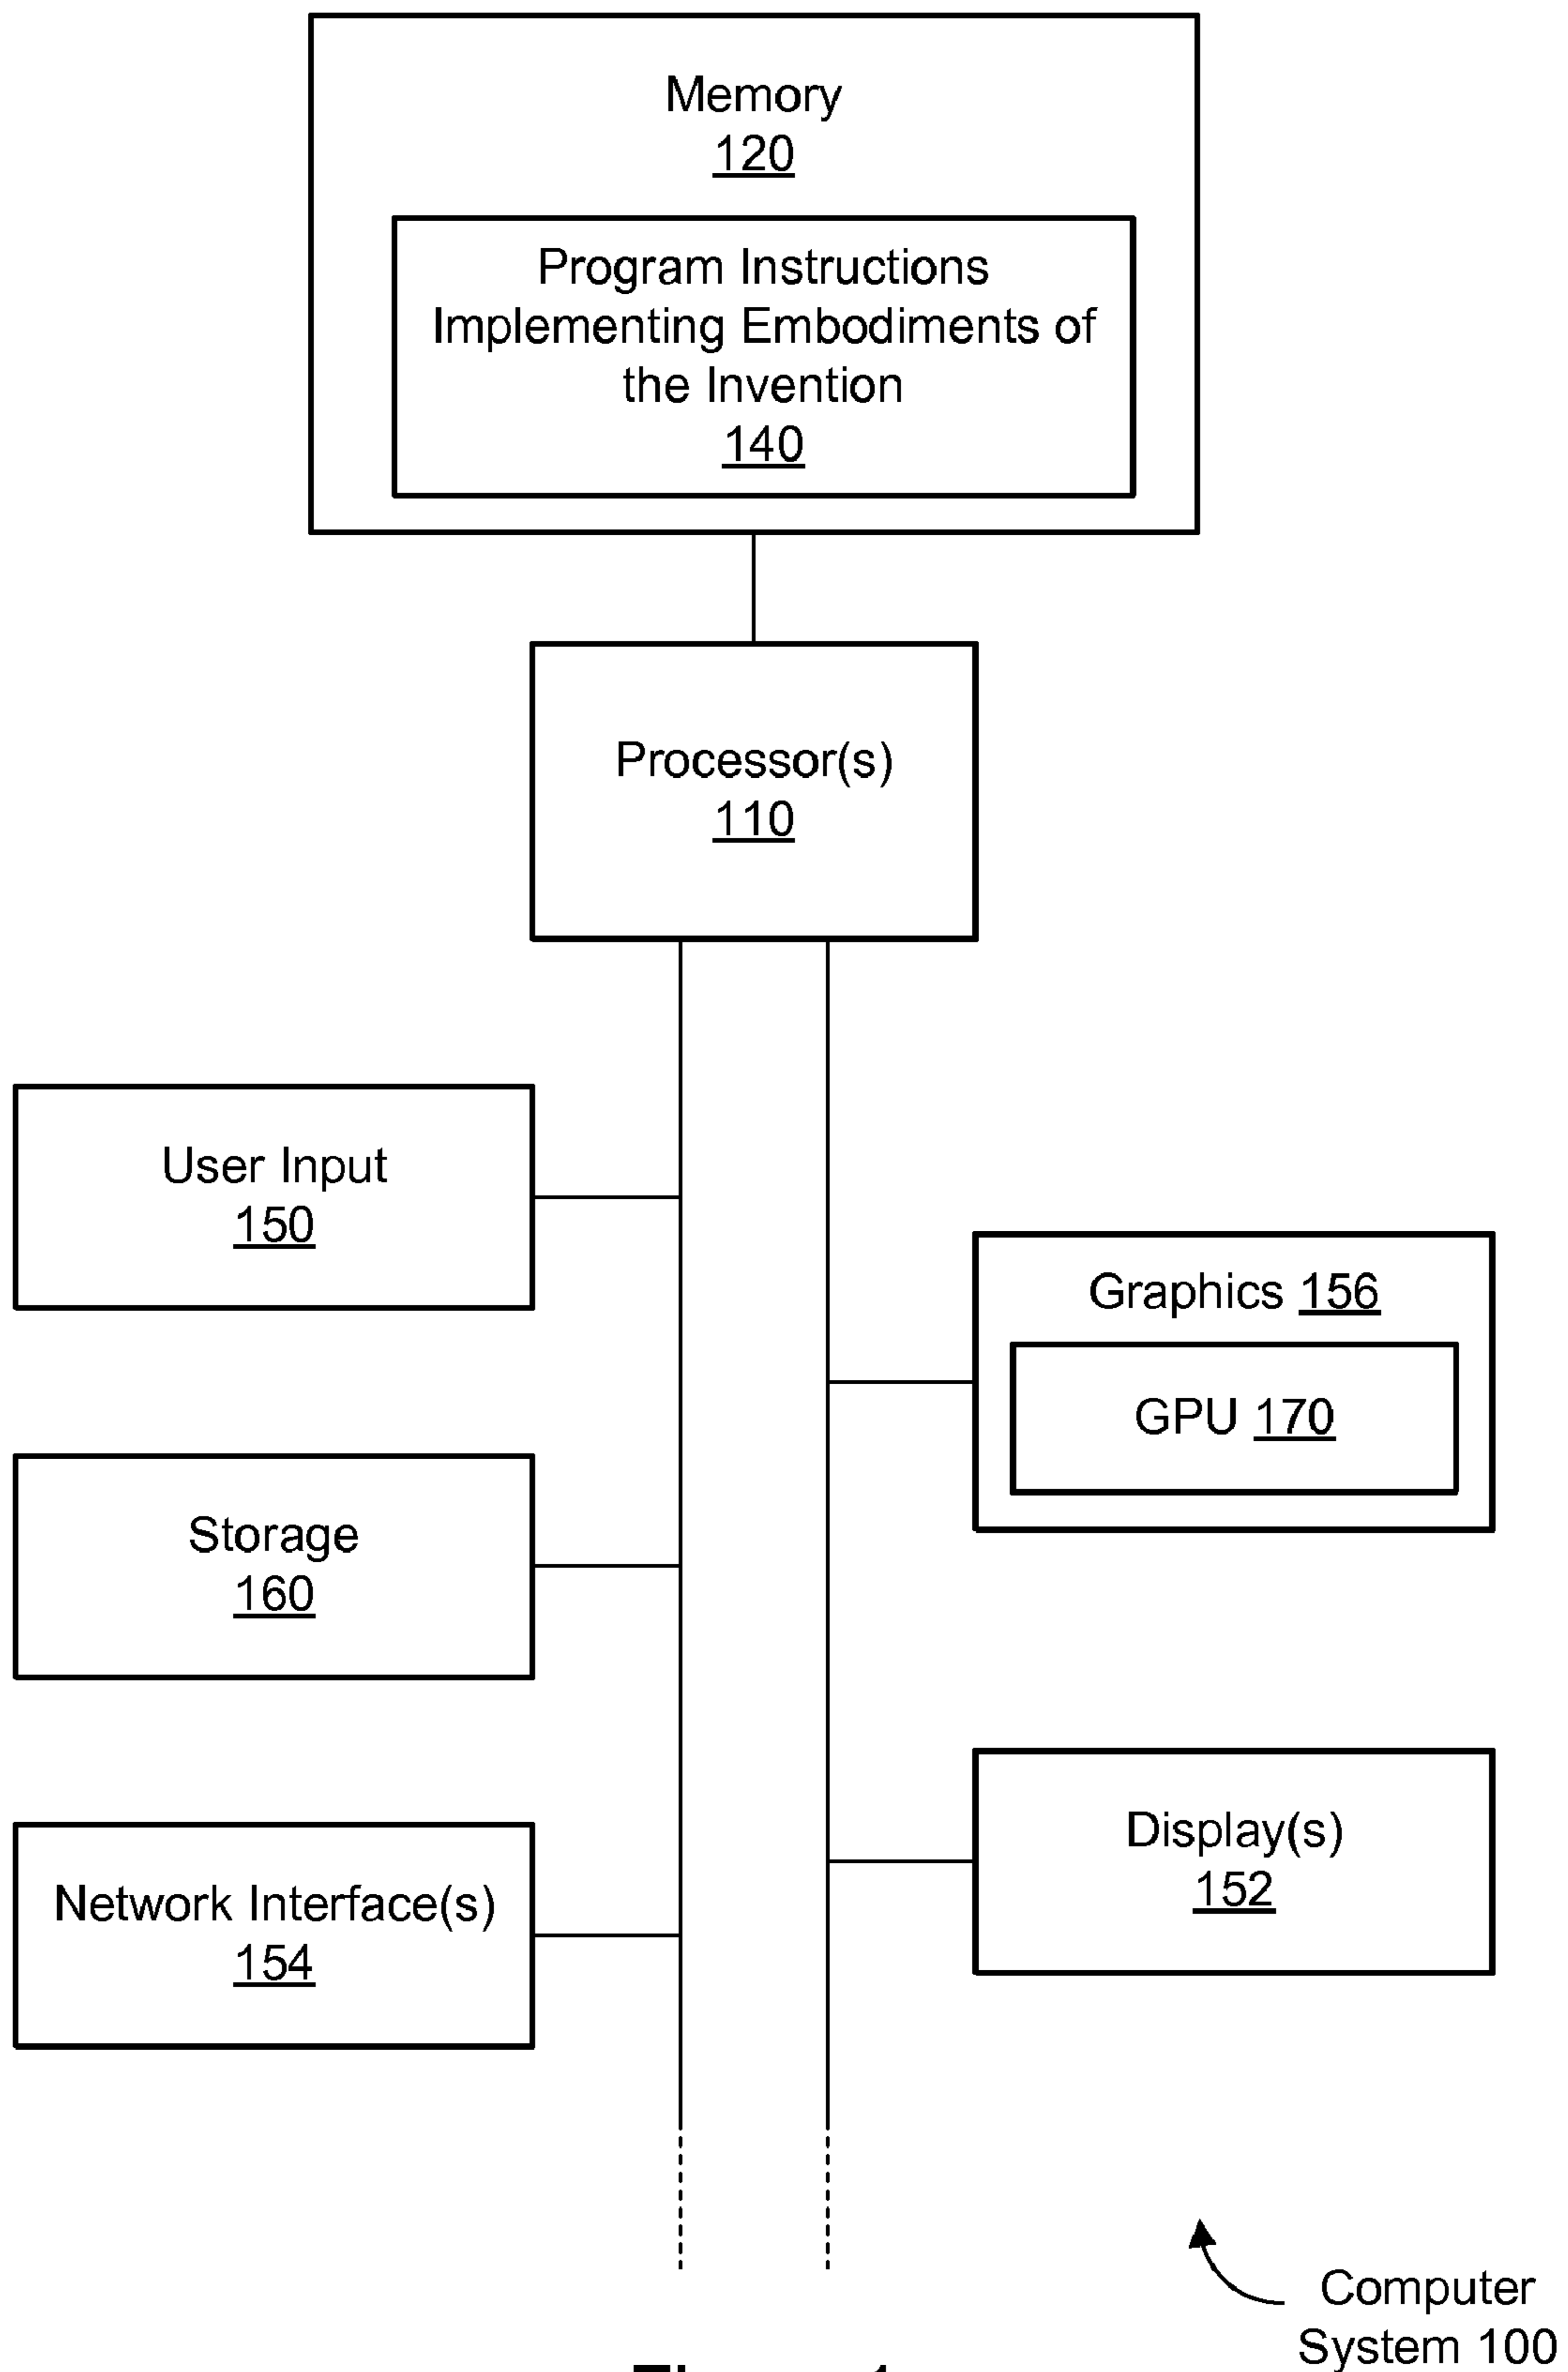 Memory
120
Program Instructions
Implementing Embodiments of
the Invention
140
Processor(s)
110
User Input
150
Graphics 156
GPU 170
Storage
160
Display(s)
152
Network Interface(s)
154
Computer
System 100